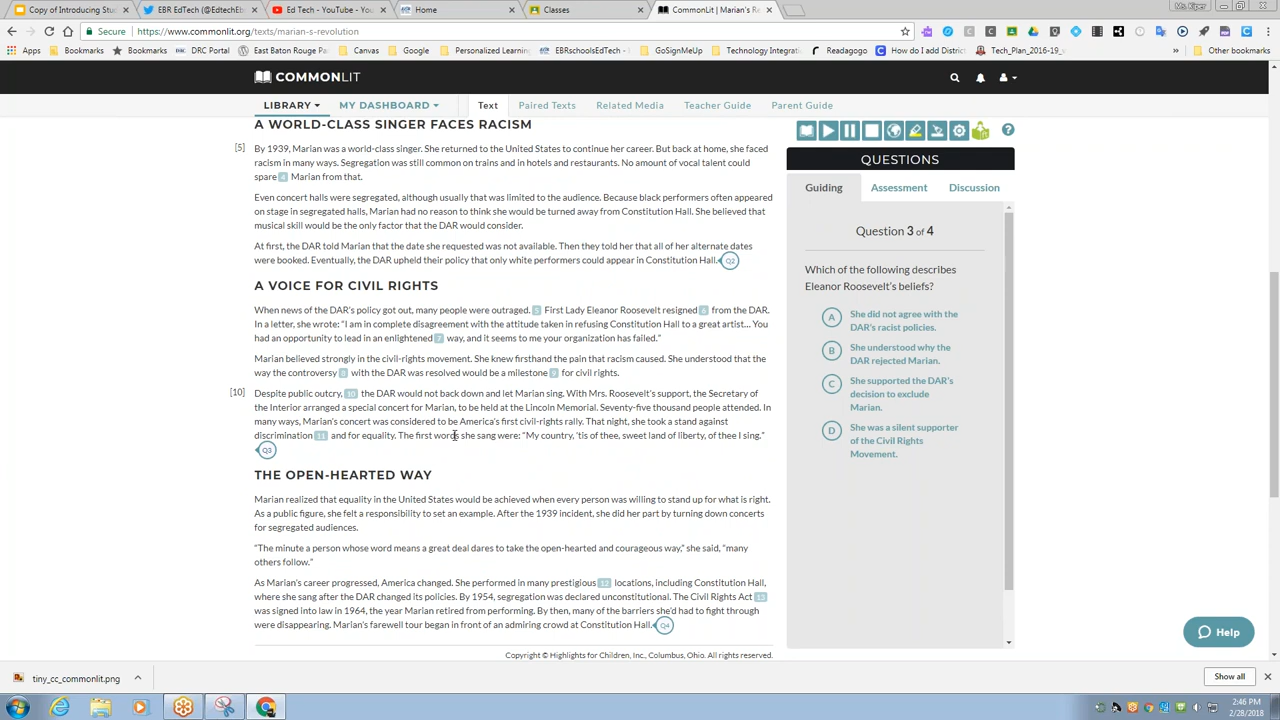 Copy of Introducing Stud
EBR EdTech (@EdtechEb
Ed Tech - YouTube - You
Home
Classes
CommonLit | Marian's R
Secure
https://www.commonlit.org/texts/marian-s-revolution
Apps
Bookmarks
Bookmarks
DRC Portal
East Baton Rouge Par
Canvas
Google
Personalized Learnin
EBRschoolsEdTech -
GoSignMeUp
Technology Integrat
Readagogo
How do I add District
Tech_Plan_2016-19_
Other bookmarks
COMMONLIT
LIBRARY
MY DASHBOARD
Text
Paired Texts
Related Media
Teacher Guide
Parent Guide
A WORLD-CLASS SINGER FACES RACISM
[5] By 1939, Marian was a world-class singer. She returned to the United States to continue her career. But back at home, she faced
racism in many ways. Segregation was still common on trains and in hotels and restaurants. No amount of vocal talent could
spare 4 Marian from that.
Even concert halls were segregated, although usually that was limited to the audience. Because black performers often appeared
on stage in segregated halls, Marian had no reason to think she would be turned away from Constitution Hall. She believed that
musical skill would be the only factor that the DAR would consider.
At first, the DAR told Marian that the date she requested was not available. Then they told her that all of her alternate dates
were booked. Eventually, the DAR upheld their policy that only white performers could appear in Constitution Hall. Q2
A VOICE FOR CIVIL RIGHTS
When news of the DAR's policy got out, many people were outraged. 5 First Lady Eleanor Roosevelt resigned 6 from the DAR.
In a letter, she wrote: "I am in complete disagreement with the attitude taken in refusing Constitution Hall to a great artist... You
had an opportunity to lead in an enlightened 7 way, and it seems to me your organization has failed."
Marian believed strongly in the civil-rights movement. She knew firsthand the pain that racism caused. She understood that the
way the controversy 8 with the DAR was resolved would be a milestone 9 for civil rights.
[10] Despite public outcry, 10 the DAR would not back down and let Marian sing. With Mrs. Roosevelt's support, the Secretary of
the Interior arranged a special concert for Marian, to be held at the Lincoln Memorial. Seventy-five thousand people attended. In
many ways, Marian's concert was considered to be America's first civil-rights rally. That night, she took a stand against
discrimination 11 and for equality. The first words she sang were: "My country, 'tis of thee, sweet land of liberty, of thee I sing."
Q3
THE OPEN-HEARTED WAY
Marian realized that equality in the United States would be achieved when every person was willing to stand up for what is right.
As a public figure, she felt a responsibility to set an example. After the 1939 incident, she did her part by turning down concerts
for segregated audiences.
"The minute a person whose word means a great deal dares to take the open-hearted and courageous way," she said, "many
others follow."
As Marian's career progressed, America changed. She performed in many prestigious 12 locations, including Constitution Hall,
where she sang after the DAR changed its policies. By 1954, segregation was declared unconstitutional. The Civil Rights Act 13
was signed into law in 1964, the year Marian retired from performing. By then, many of the barriers she'd had to fight through
were disappearing. Marian's farewell tour began in front of an admiring crowd at Constitution Hall. Q4
Copyright © Highlights for Children, Inc., Columbus, Ohio. All rights reserved.
QUESTIONS
Guiding
Assessment
Discussion
Question 3 of 4
Which of the following describes
Eleanor Roosevelt's beliefs?
A She did not agree with the
DAR's racist policies.
B She understood why the
DAR rejected Marian.
C She supported the DAR's
decision to exclude
Marian.
D She was a silent supporter
of the Civil Rights
Movement.
Help
tiny_cc_commonlit.png
Show all
2:46 PM
2/28/2018